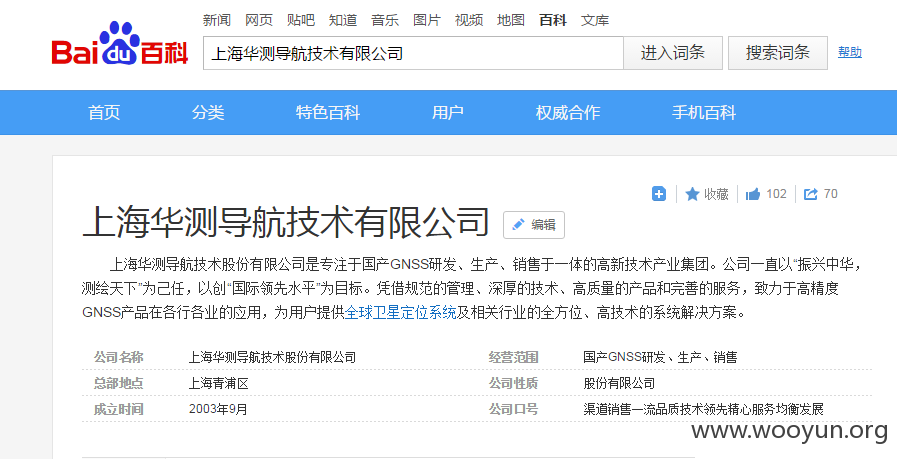 新闻 网页 贴吧 知道 音乐 图片 视频 地图 百科 文库
Bai du 百科 上海华测导航技术有限公司 进入词条 搜索词条 帮助
首页 分类 特色百科 用户 权威合作 手机百科
收藏 102 70
上海华测导航技术有限公司 编辑
上海华测导航技术股份有限公司是专注于国产GNSS研发、生产、销售于一体的高新技术产业集团。公司一直以“振兴中华，
测绘天下”为己任，以创“国际领先水平”为目标。凭借规范的管理、深厚的技术、高质量的产品和完善的服务，致力于高精度
GNSS产品在各行各业的应用，为用户提供全球卫星定位系统及相关行业的全方位、高技术的系统解决方案。
公司名称 上海华测导航技术股份有限公司 经营范围 国产GNSS研发、生产、销售
总部地点 上海青浦区 公司性质 股份有限公司
成立时间 2003年9月 公司口号 渠道销售一流品质技术领先精心服务均衡发展
www.wooyun.org